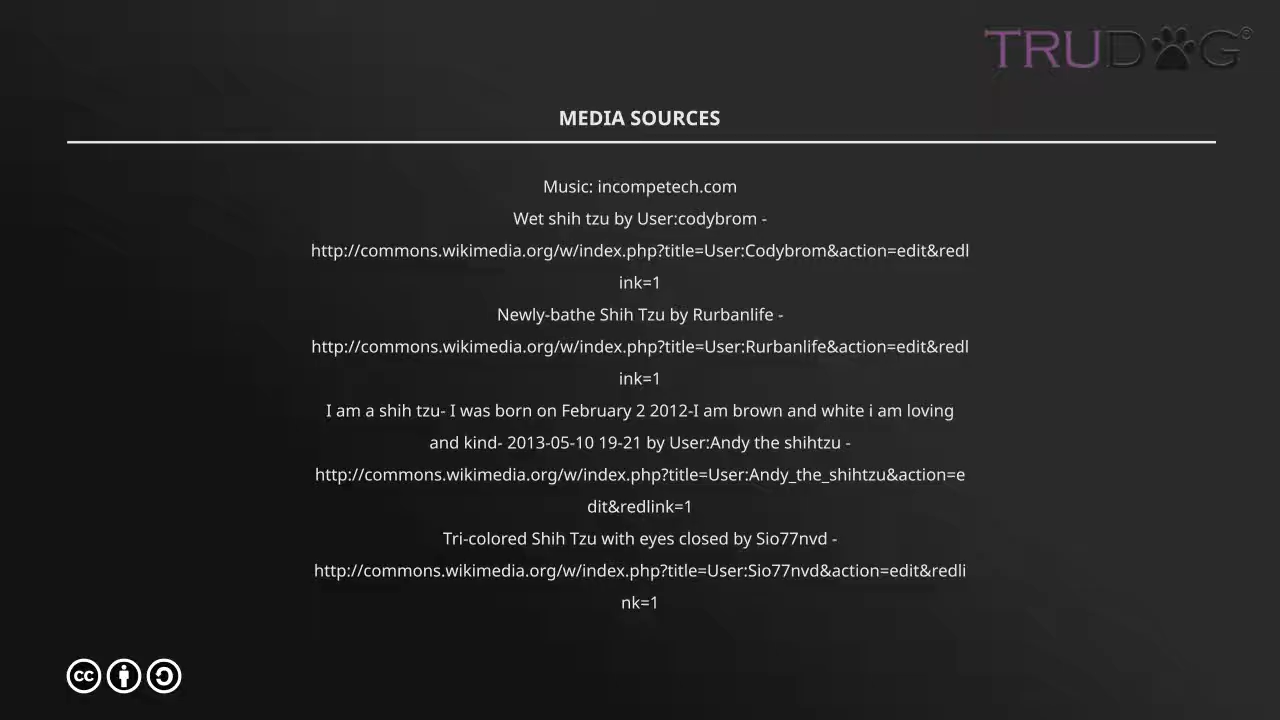 TRUDOG®
MEDIA SOURCES
Music: incompetech.com
Wet shih tzu by User:codybrom -
http://commons.wikimedia.org/w/index.php?title=User:Codybrom&action=edit&redl
ink=1
Newly-bathe Shih Tzu by Rurbanlife -
http://commons.wikimedia.org/w/index.php?title=User:Rurbanlife&action=edit&redl
ink=1
I am a shih tzu- I was born on February 2 2012-I am brown and white i am loving
and kind- 2013-05-10 19-21 by User:Andy the shihtzu -
http://commons.wikimedia.org/w/index.php?title=User:Andy_the_shihtzu&action=e
dit&redlink=1
Tri-colored Shih Tzu with eyes closed by Sio77nvd -
http://commons.wikimedia.org/w/index.php?title=User:Sio77nvd&action=edit&redli
nk=1
cc